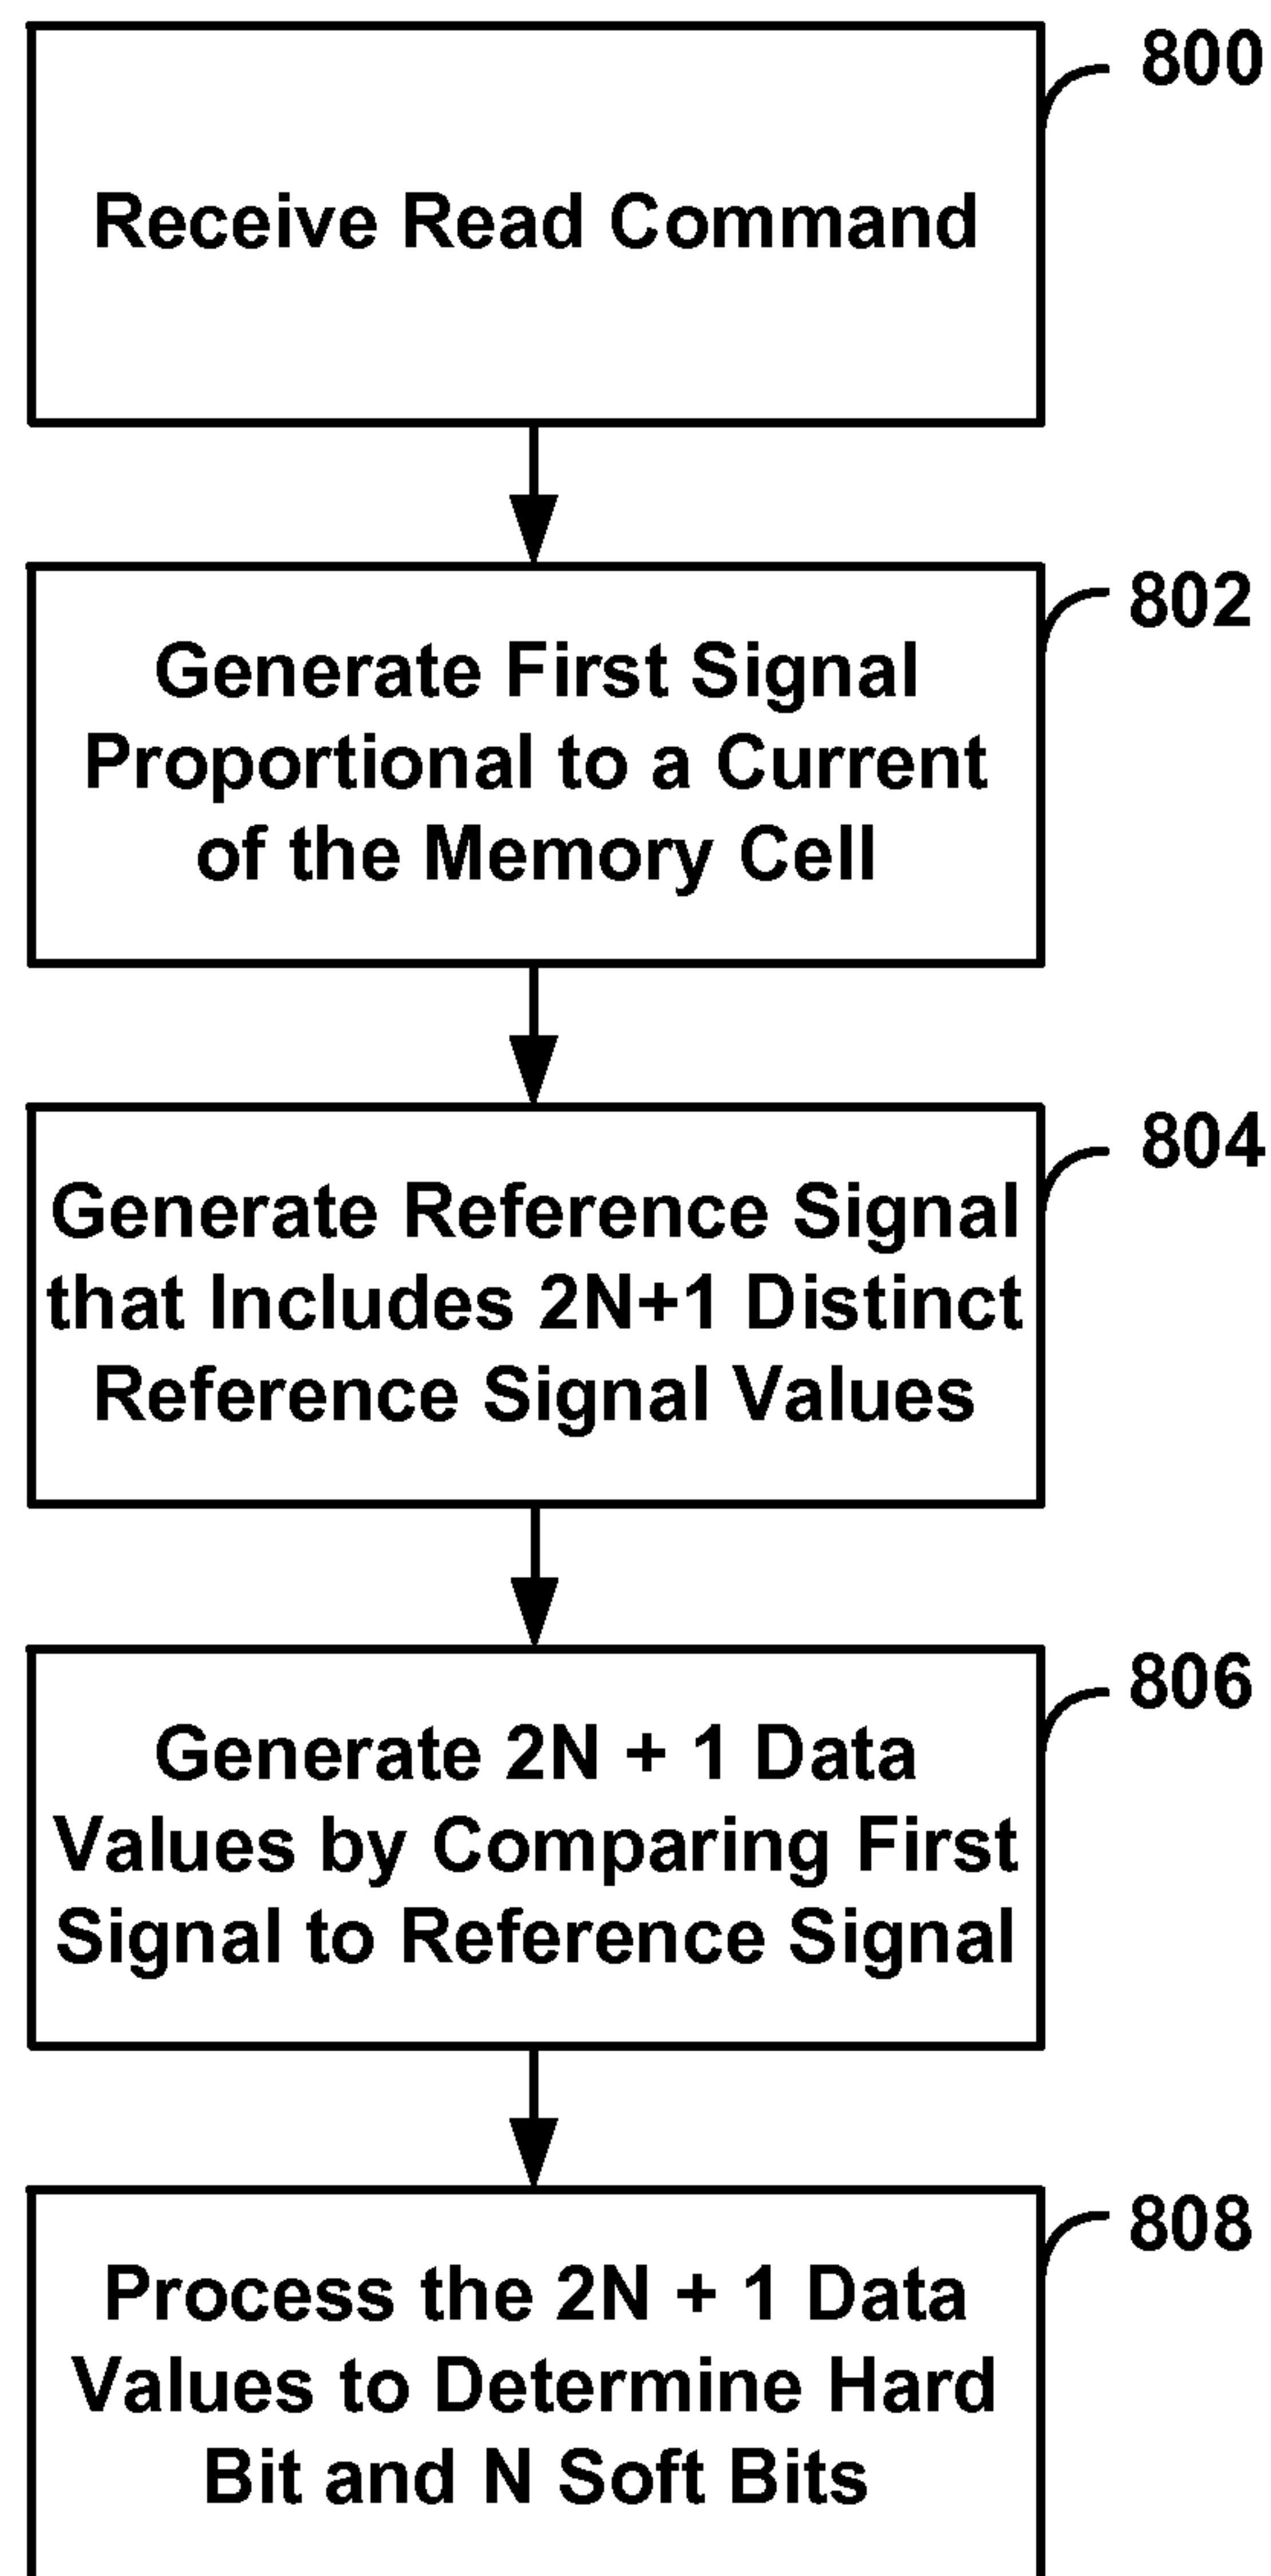 800
Receive Read Command
802
Generate First Signal
Proportional to a Current
of the Memory Cell
804
Generate Reference Signal
that Includes 2N+1 Distinct
Reference Signal Values
806
Generate 2N + 1 Data
Values by Comparing First
Signal to Reference Signal
808
Process the 2N + 1 Data
Values to Determine Hard
Bit and N Soft Bits